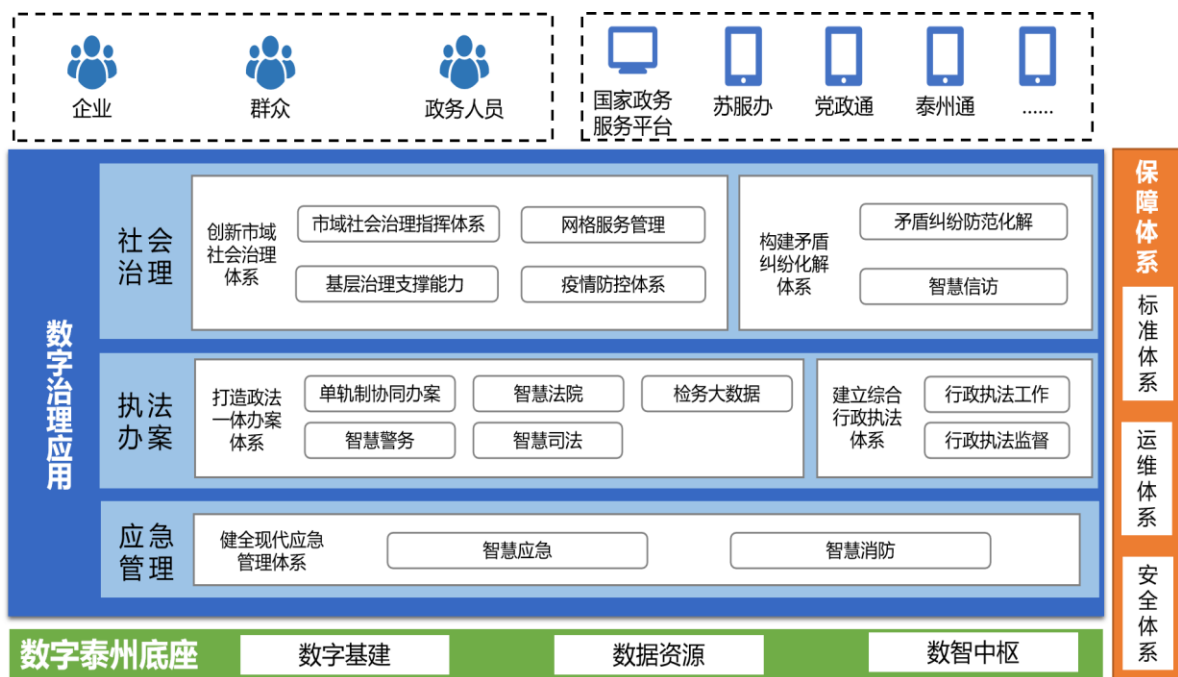 企业
群众
政务人员
国家政务
服务平台
苏服办
党政通
泰州通
......
数字治理应用
社会
治理
创新市域
社会治理
体系
市域社会治理指挥体系
网格服务管理
基层治理支撑能力
疫情防控体系
构建矛盾
纠纷化解
体系
矛盾纠纷防范化解
智慧信访
执法
办案
打造政法
一体办案
体系
单轨制协同办案
智慧法院
检务大数据
智慧警务
智慧司法
建立综合
行政执法
体系
行政执法工作
行政执法监督
应急
管理
健全现代应急
管理体系
智慧应急
智慧消防
保障体系
标准体系
运维体系
安全体系
数字泰州底座
数字基建
数据资源
数智中枢